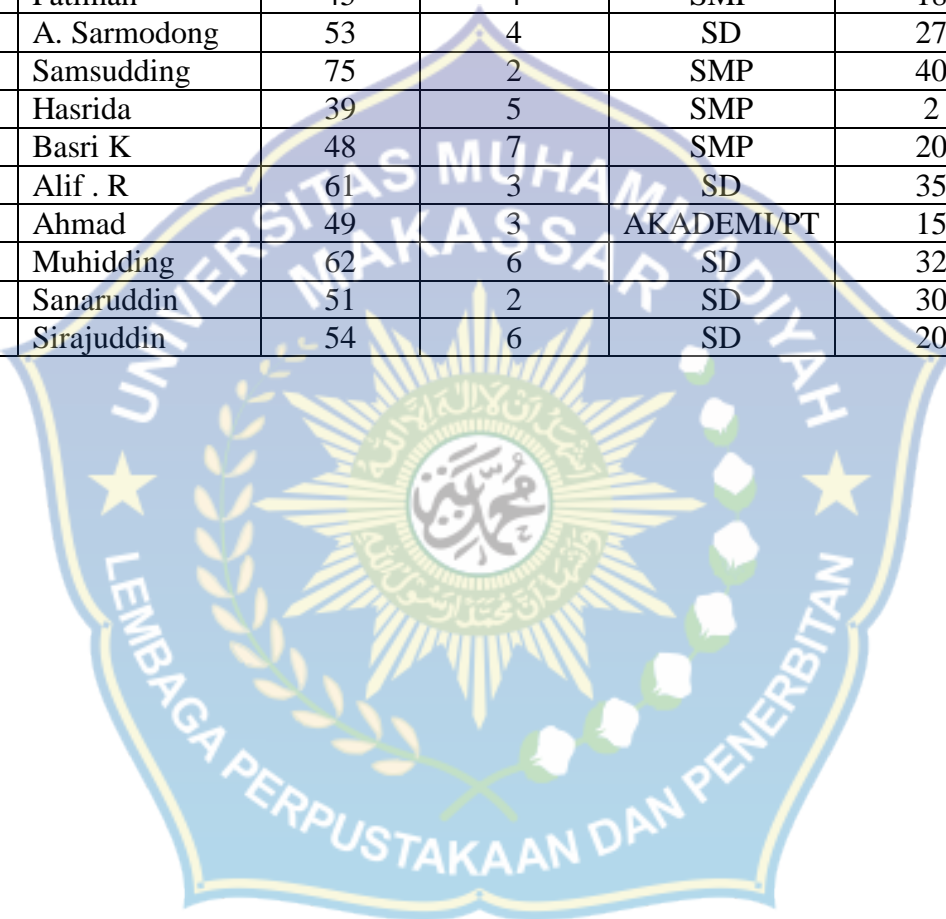 A. Sarmodong 53 4 SD 27
Samsudding 75 2 SMP 40
Hasrida 39 5 SMP 2
Basri K 48 7 SMP 20
Alif . R 61 3 SD 35
Ahmad 49 3 AKADEMI/PT 15
Muhidding 62 6 SD 32
Sanaruddin 51 2 SD 30
Sirajuddin 54 6 SD 20
UNIVERSITAS MUHAMMADIYAH
MAKASSAR
LEMBAGA PERPUSTAKAAN DAN PENERBITAN